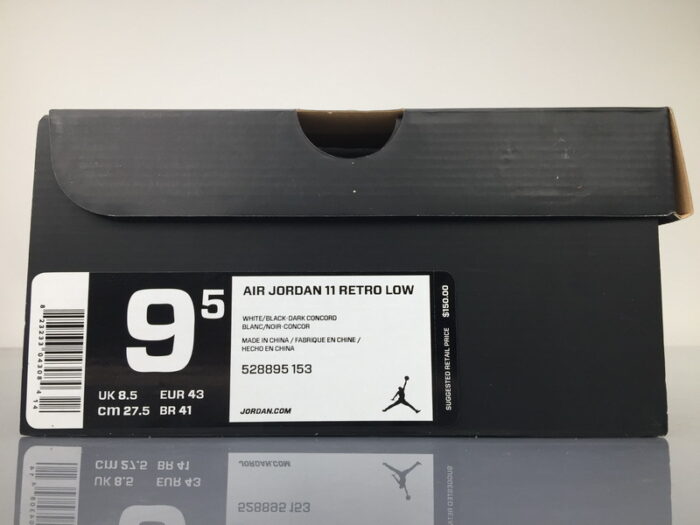 9 5
UK 8.5 EUR 43
cm 27.5 BR 41
AIR JORDAN 11 RETRO LOW
WHITE/BLACK-DARK CONCORD
BLANC/NOIR-CONCOR
MADE IN CHINA / FABRIQUE EN CHINE /
HECHO EN CHINA
528895 153
JORDAN.COM
SUGGESTED RETAIL PRICE $150.00